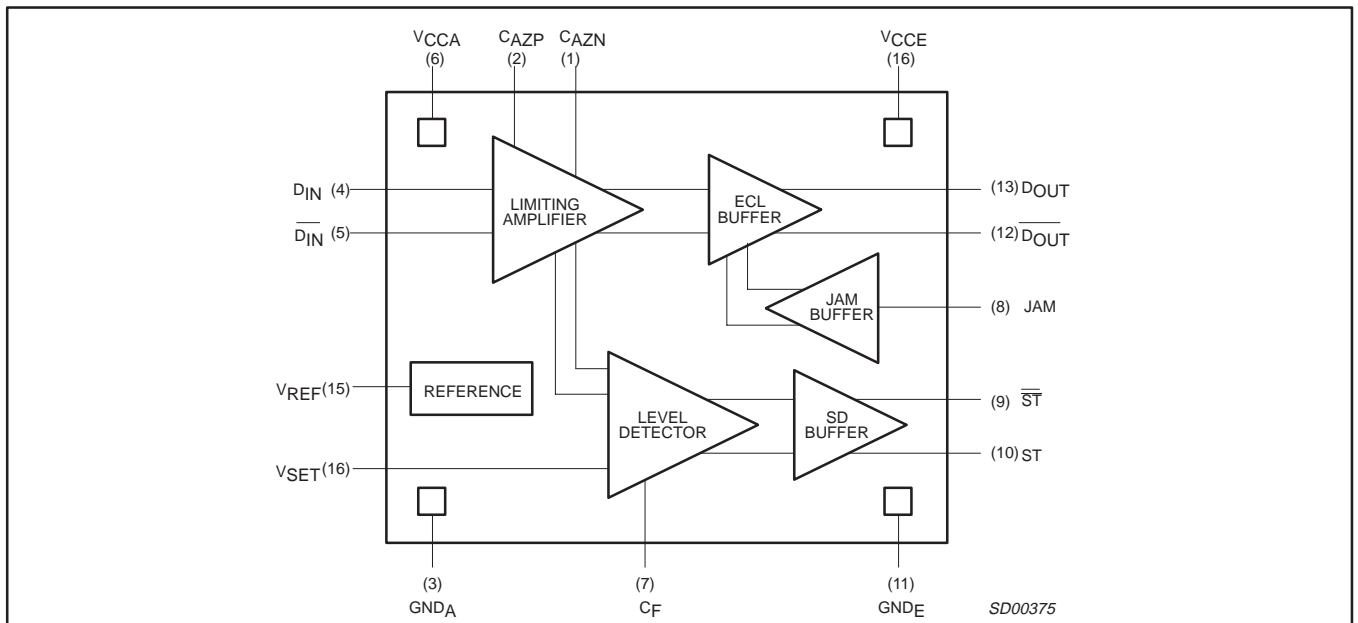 VCCA
(6)
CAZP
(2)
CAZN
(1)
VCCE
(16)
DIN (4)
DIN (5)
LIMITING
AMPLIFIER
ECL
BUFFER
(13) DOUT
(12) DOUT
JAM
BUFFER
(8) JAM
VREF (15)
REFERENCE
LEVEL
DETECTOR
SD
BUFFER
(9) ST
(10) ST
VSET (16)
(3)
GNDA
(7)
CF
(11)
GNDE
SD00375